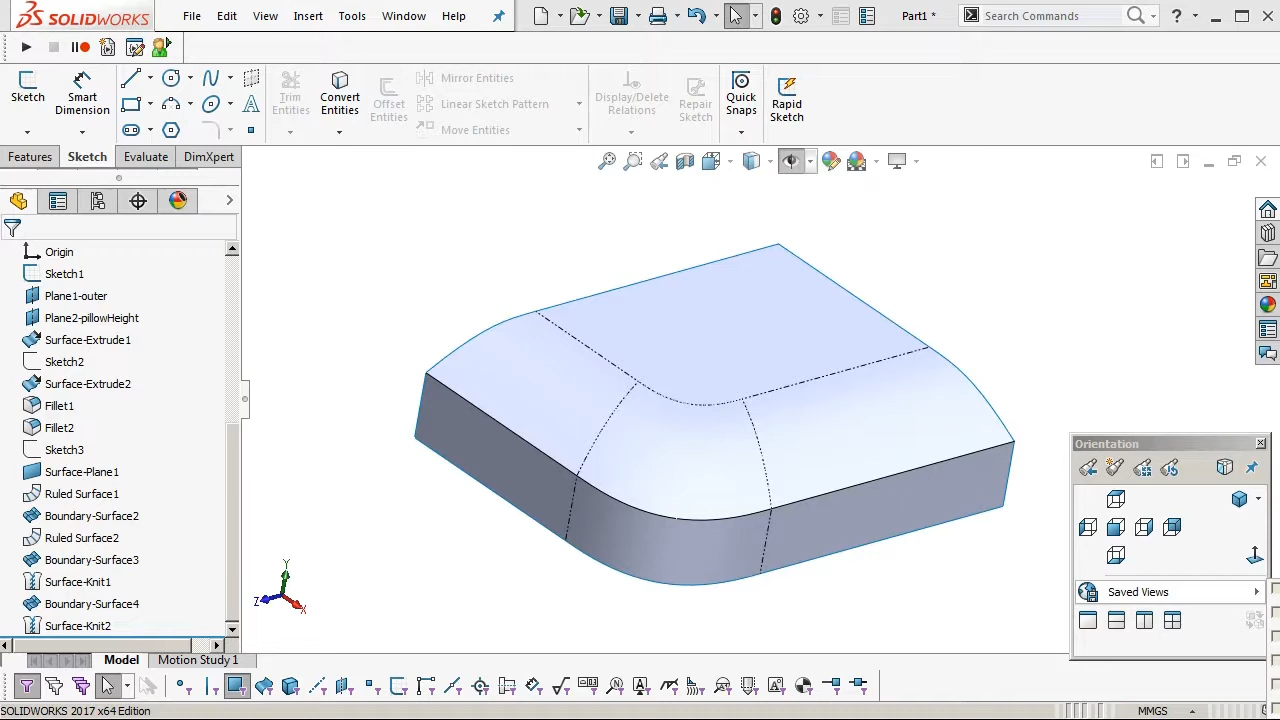 SOLIDWORKS File Edit View Insert Tools Window Help Part1 * Search Commands ?
Sketch Smart Dimension Trim Entities Convert Entities Offset Entities Mirror Entities Linear Sketch Pattern Move Entities Display/Delete Relations Repair Sketch Quick Snaps Rapid Sketch
Features Sketch Evaluate DimXpert
Origin
Sketch1
Plane1-outer
Plane2-pillowHeight
Surface-Extrude1
Sketch2
Surface-Extrude2
Fillet1
Fillet2
Sketch3
Surface-Plane1
Ruled Surface1
Boundary-Surface2
Ruled Surface2
Boundary-Surface3
Surface-Knit1
Boundary-Surface4
Surface-Knit2
Y
Z
X
Orientation
Saved Views
Model Motion Study 1
SOLIDWORKS 2017 x64 Edition MMGS